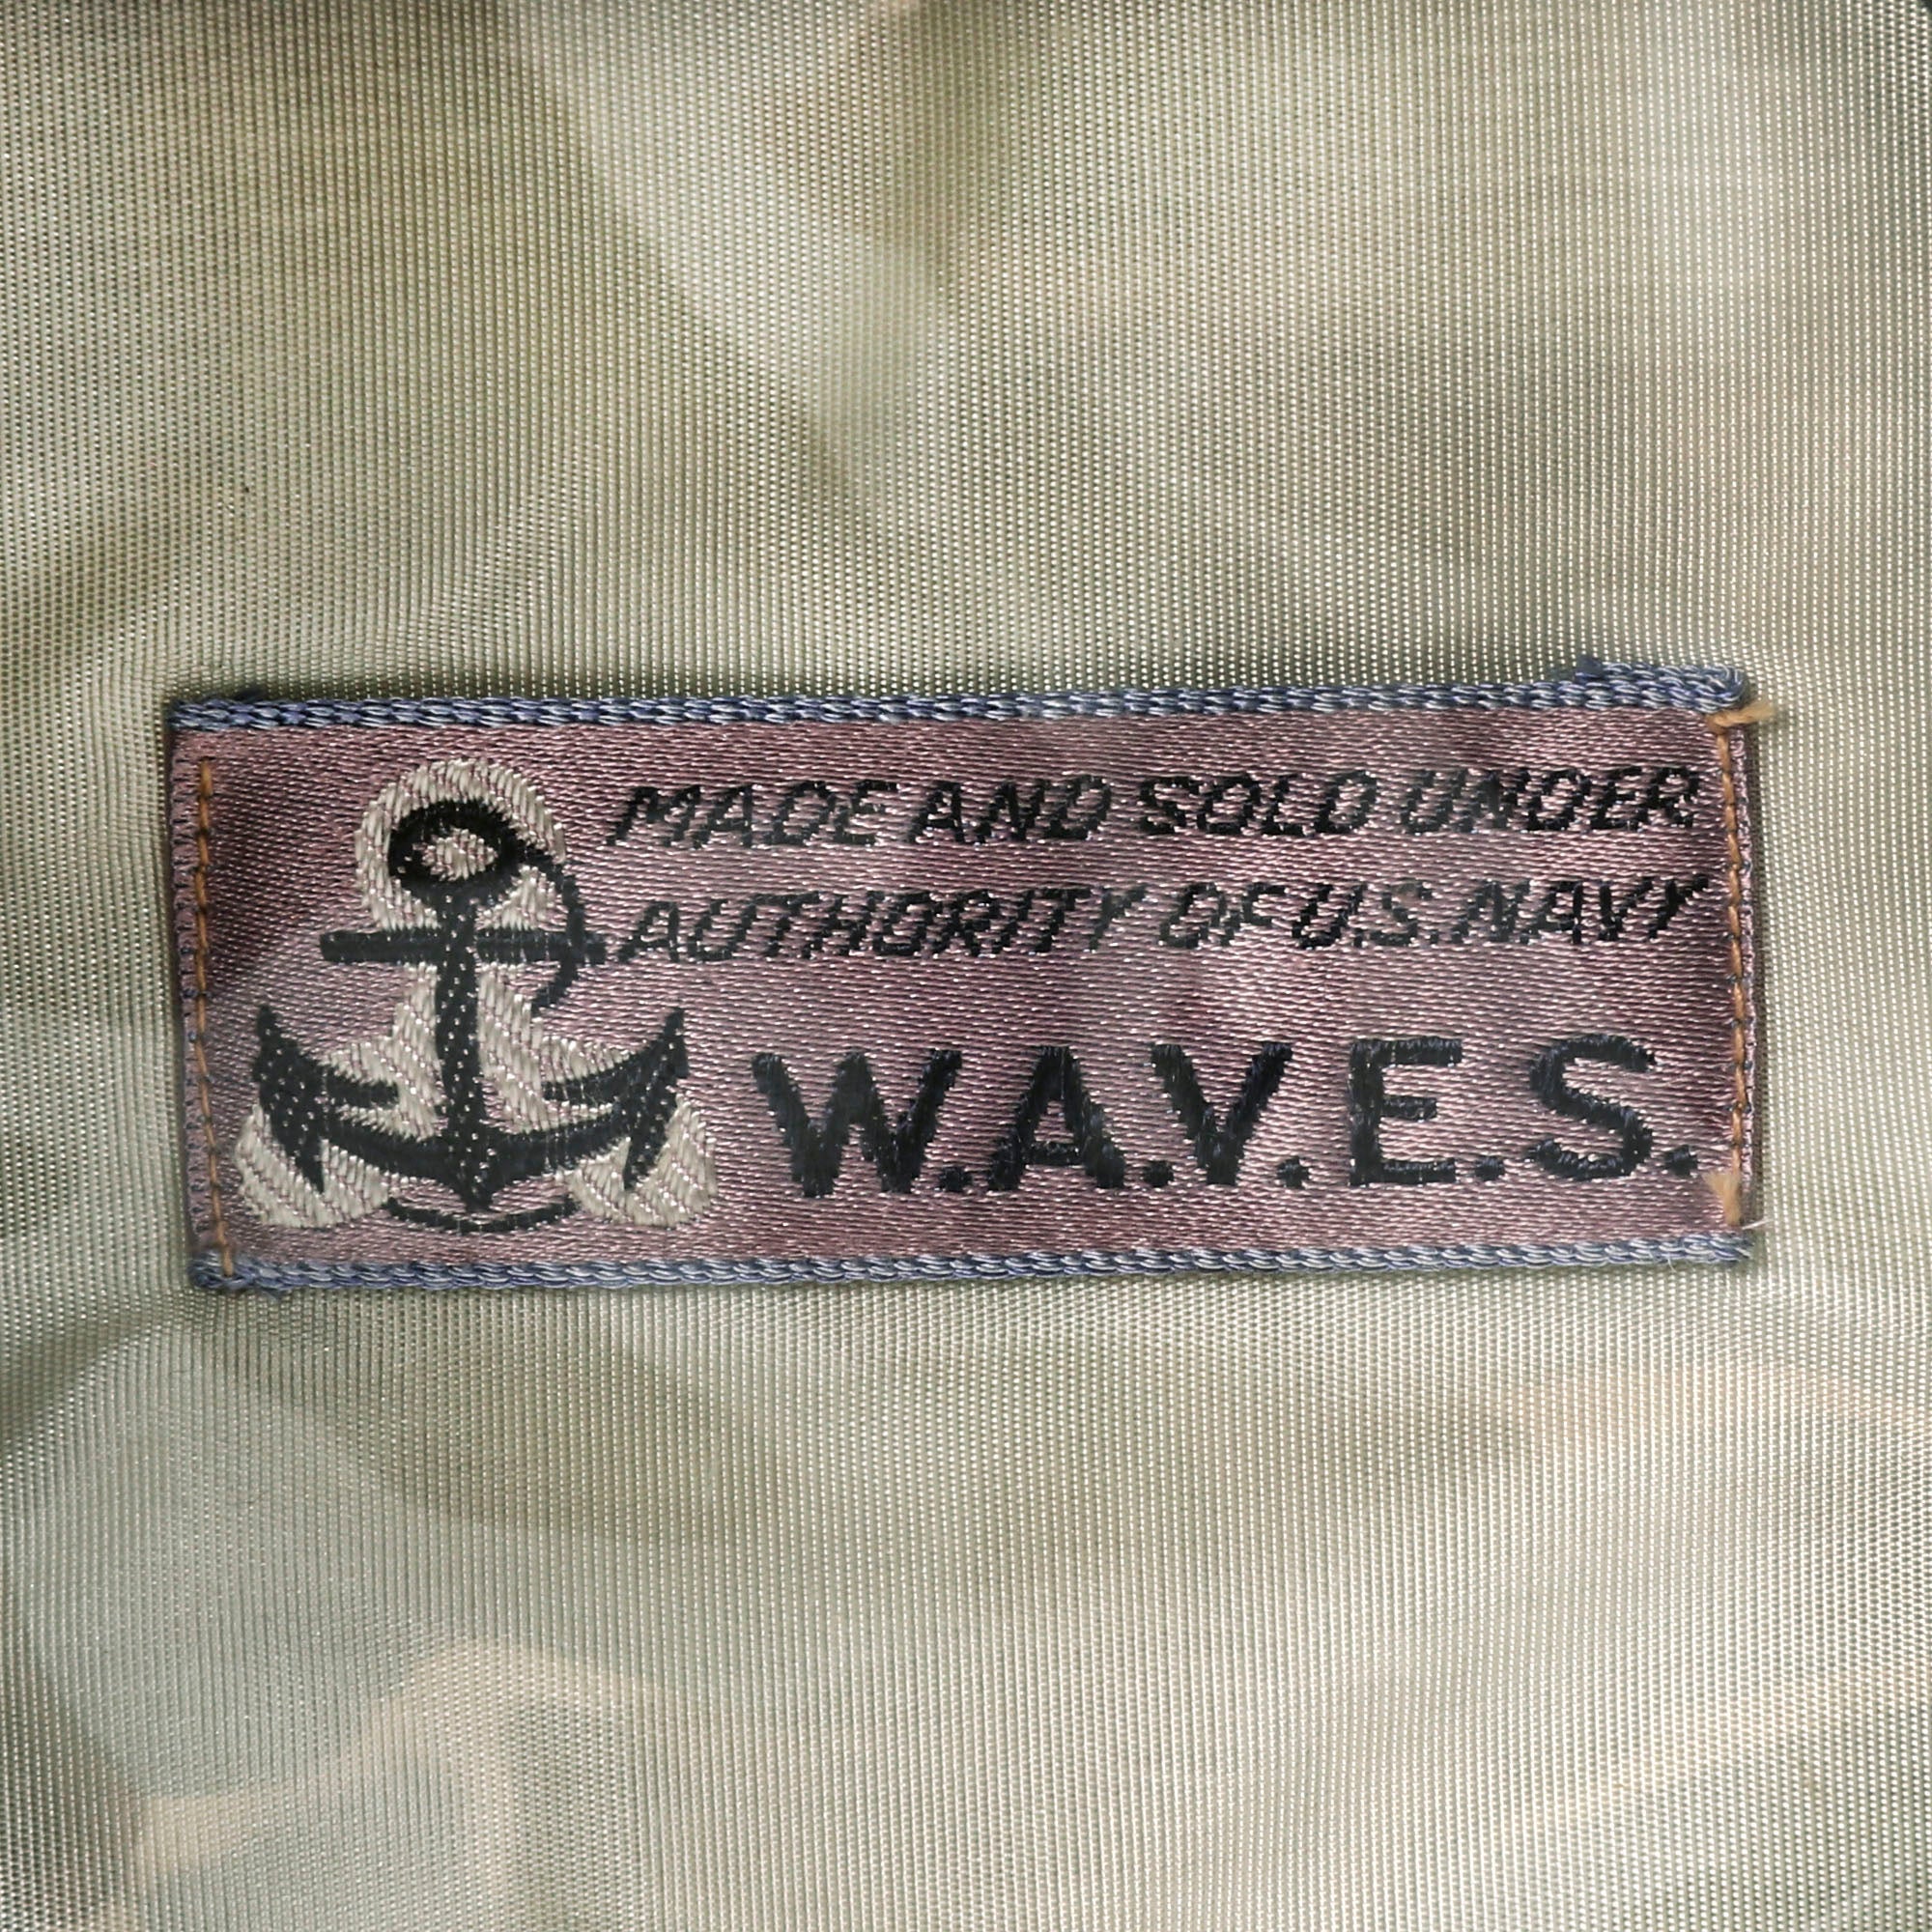 MADE AND SOLD UNDER
AUTHORITY OF U.S. NAVY
W.A.V.E.S.